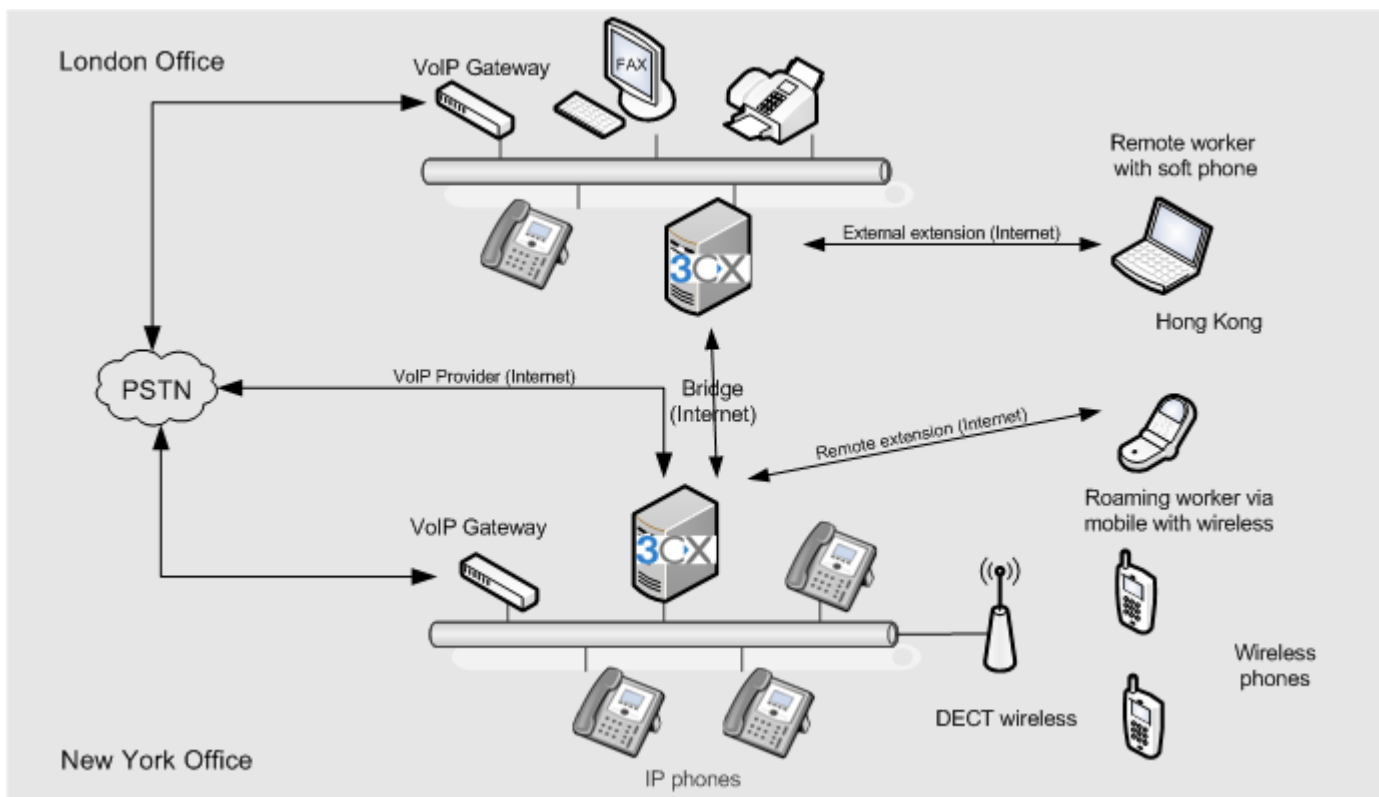 London Office
VoIP Gateway
FAX
Remote worker
with soft phone
3CX
External extension (Internet)
Hong Kong
PSTN
VoIP Provider (Internet)
Bridge
(Internet)
Remote extension (Internet)
Roaming worker via
mobile with wireless
VoIP Gateway
3CX
Wireless
phones
DECT wireless
New York Office
IP phones